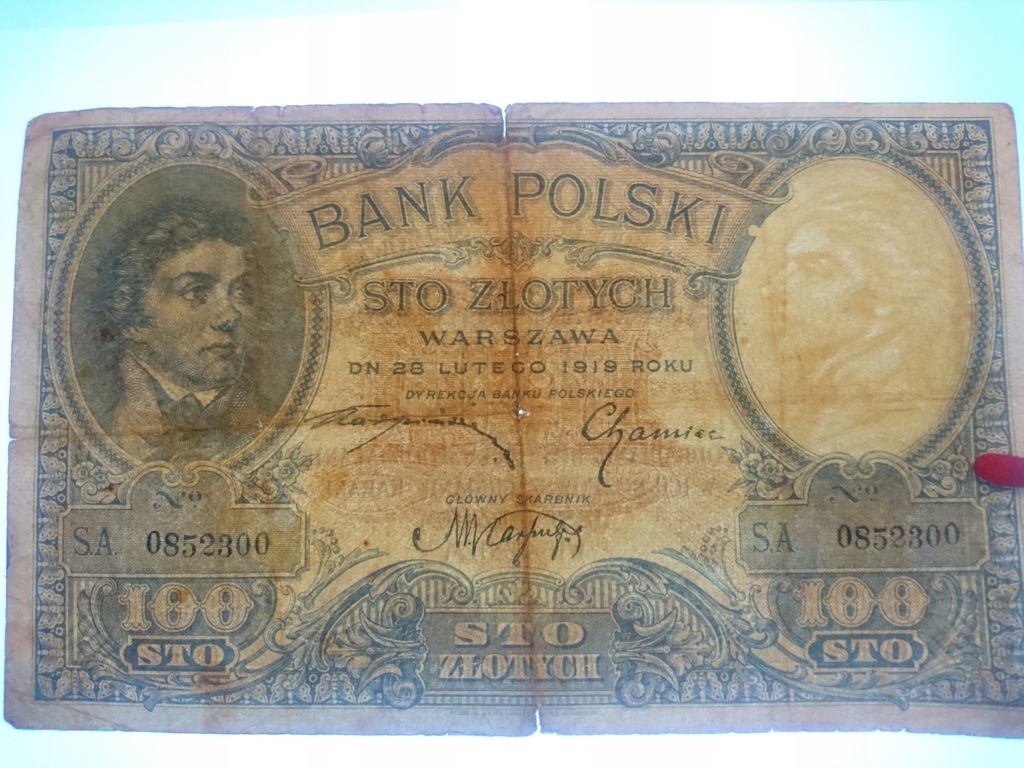 BANK POLSKI
STO ZŁOTYCH
WARSZAWA
DN 28 LUTEGO 1919 ROKU
DYREKCJA BANKU POLSKIEGO
Chamiec
GŁÓWNY SKARBNIK
No No
S.A. 0852300 S.A. 0852300
100 100
STO STO
STO
ZŁOTYCH